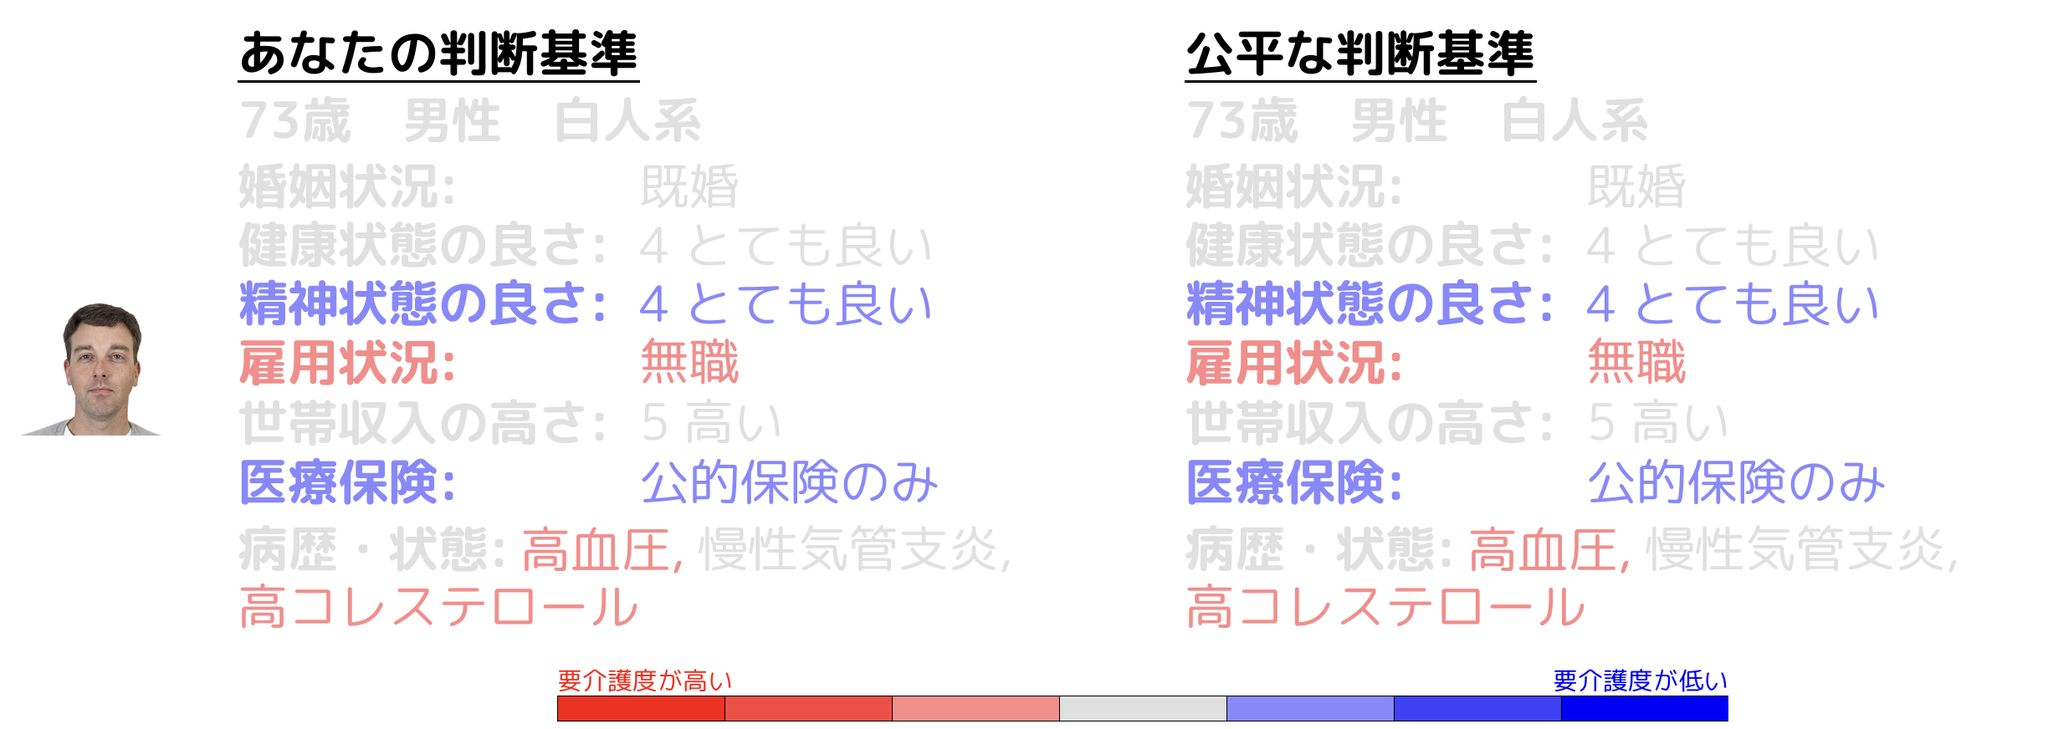 あなたの判断基準
73歳　男性　白人系
婚姻状況: 既婚
健康状態の良さ: 4 とても良い
精神状態の良さ: 4 とても良い
雇用状況: 無職
世帯収入の高さ: 5 高い
医療保険: 公的保険のみ
病歴・状態: 高血圧, 慢性気管支炎,
高コレステロール
公平な判断基準
73歳　男性　白人系
婚姻状況: 既婚
健康状態の良さ: 4 とても良い
精神状態の良さ: 4 とても良い
雇用状況: 無職
世帯収入の高さ: 5 高い
医療保険: 公的保険のみ
病歴・状態: 高血圧, 慢性気管支炎,
高コレステロール
要介護度が高い
要介護度が低い